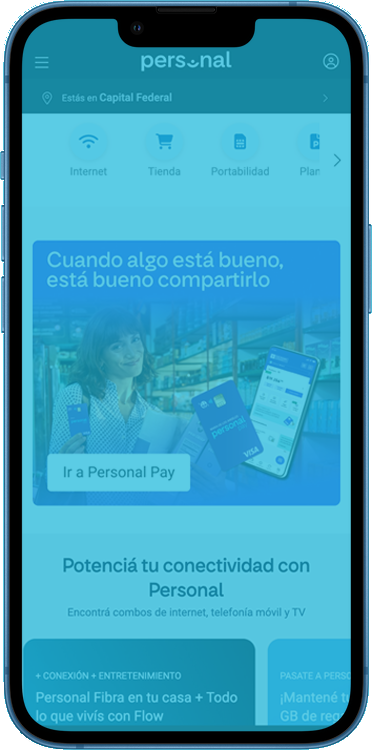 personal
Estás en Capital Federal
Internet
Tienda
Portabilidad
Plan
Cuando algo está bueno,
está bueno compartirlo
personal
VISA
Ir a Personal Pay
Potenciá tu conectividad con
Personal
Encontrá combos de internet, telefonía móvil y TV
+ CONEXIÓN + ENTRETENIMIENTO
Personal Fibra en tu casa + Todo
lo que vivís con Flow
PASATE A PERSO
¡Mantené tu
GB de reg